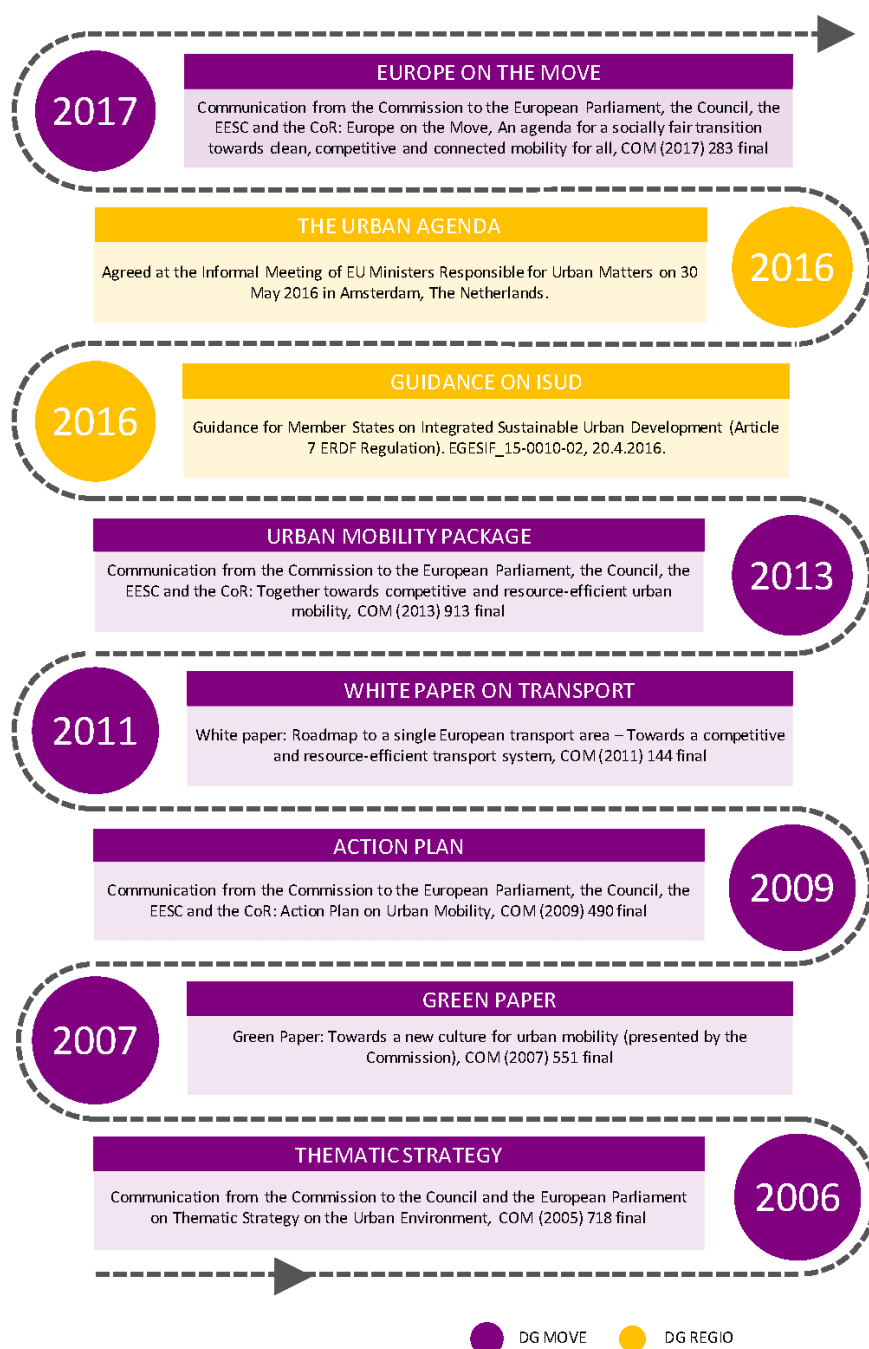 EUROPE ON THE MOVE
2017
Communication from the Commission to the European Parliament, the Council, the
EESC and the CoR: Europe on the Move, An agenda for a socially fair transition
towards clean, competitive and connected mobility for all, COM (2017) 283 final
THE URBAN AGENDA
2016
Agreed at the Informal Meeting of EU Ministers Responsible for Urban Matters on 30
May 2016 in Amsterdam, The Netherlands.
GUIDANCE ON ISUD
2016
Guidance for Member States on Integrated Sustainable Urban Development (Article
7 ERDF Regulation). EGESIF_15-0010-02, 20.4.2016.
URBAN MOBILITY PACKAGE
2013
Communication from the Commission to the European Parliament, the Council, the
EESC and the CoR: Together towards competitive and resource-efficient urban
mobility, COM (2013) 913 final
WHITE PAPER ON TRANSPORT
2011
White paper: Roadmap to a single European transport area – Towards a competitive
and resource-efficient transport system, COM (2011) 144 final
ACTION PLAN
2009
Communication from the Commission to the European Parliament, the Council, the
EESC and the CoR: Action Plan on Urban Mobility, COM (2009) 490 final
GREEN PAPER
2007
Green Paper: Towards a new culture for urban mobility (presented by the
Commission), COM (2007) 551 final
THEMATIC STRATEGY
2006
Communication from the Commission to the Council and the European Parliament
on Thematic Strategy on the Urban Environment, COM (2005) 718 final
DG MOVE
DG REGIO